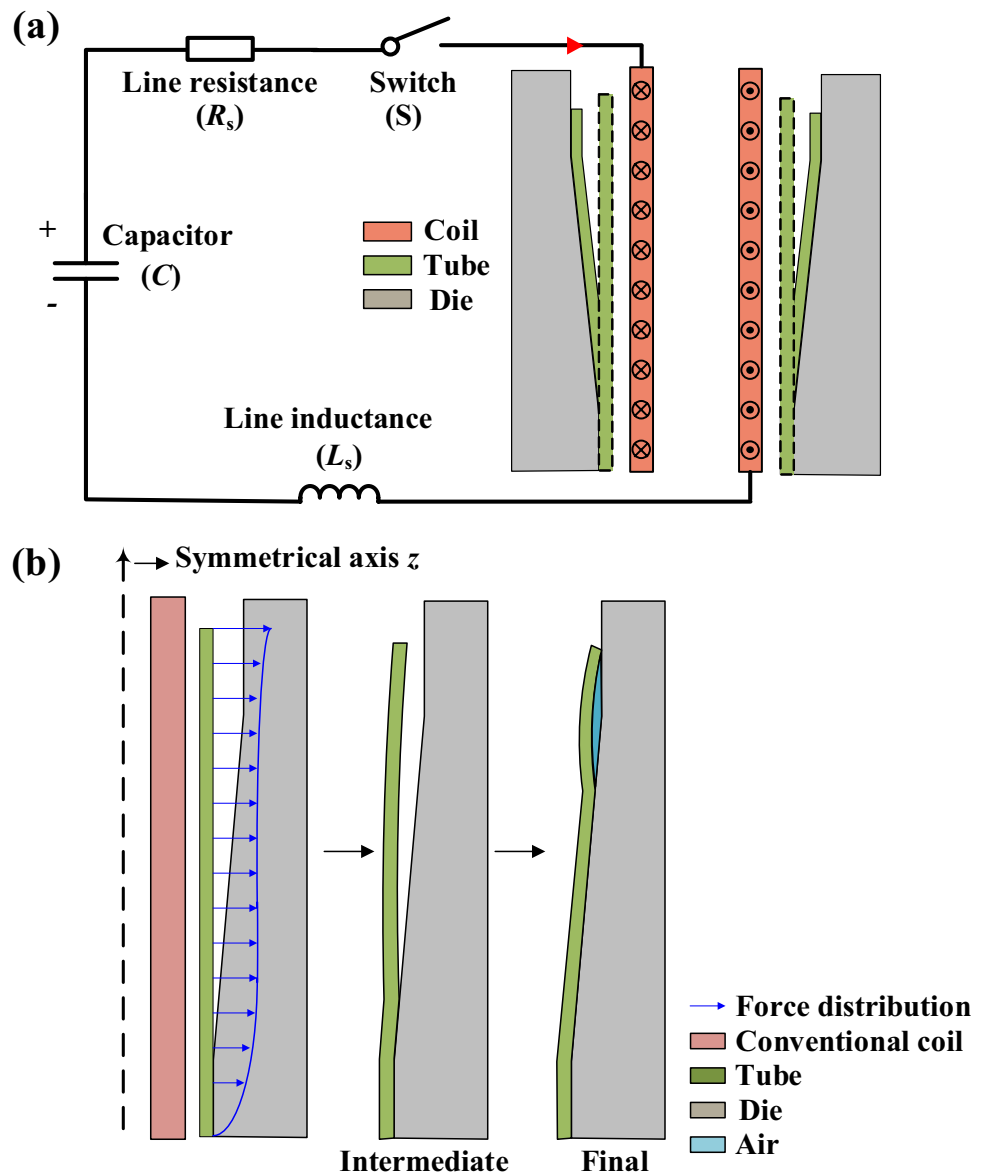 (a)
Line resistance
(Rs)
Switch
(S)
+
Capacitor
(C)
-
Coil
Tube
Die
Line inductance
(Ls)
(b)
Symmetrical axis z
Force distribution
Conventional coil
Tube
Die
Air
Intermediate
Final